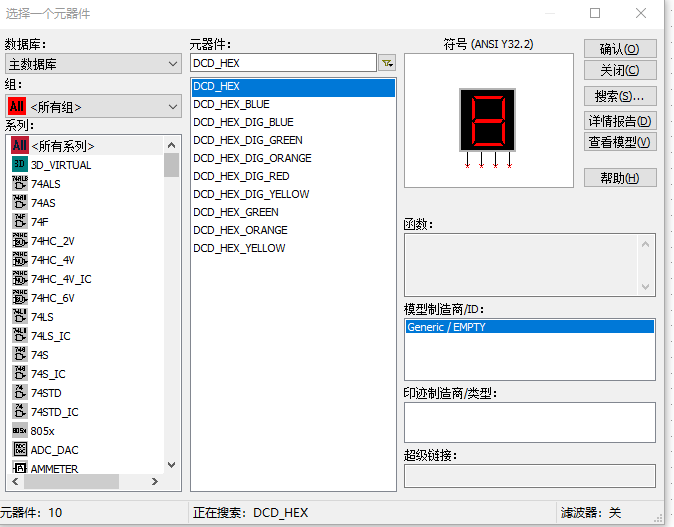 选择一个元器件
数据库:
主数据库
组:
All <所有组>
系列:
All <所有系列>
3D 3D_VIRTUAL
74ALS
74AS
74F
74HC_2V
74HC_4V
74HC_4V_IC
74HC_6V
74LS
74LS_IC
74S
74S_IC
74STD
74STD_IC
805x 805x
ADC_DAC
AMMETER
元器件:
DCD_HEX
DCD_HEX
DCD_HEX_BLUE
DCD_HEX_DIG_BLUE
DCD_HEX_DIG_GREEN
DCD_HEX_DIG_ORANGE
DCD_HEX_DIG_RED
DCD_HEX_DIG_YELLOW
DCD_HEX_GREEN
DCD_HEX_ORANGE
DCD_HEX_YELLOW
符号 (ANSI Y32.2)
8
函数:
模型制造商/ID:
Generic / EMPTY
印迹制造商/类型:
超级链接:
确认(O)
关闭(C)
搜索(S)...
详情报告(D)
查看模型(V)
帮助(H)
元器件: 10
正在搜索: DCD_HEX
滤波器: 关